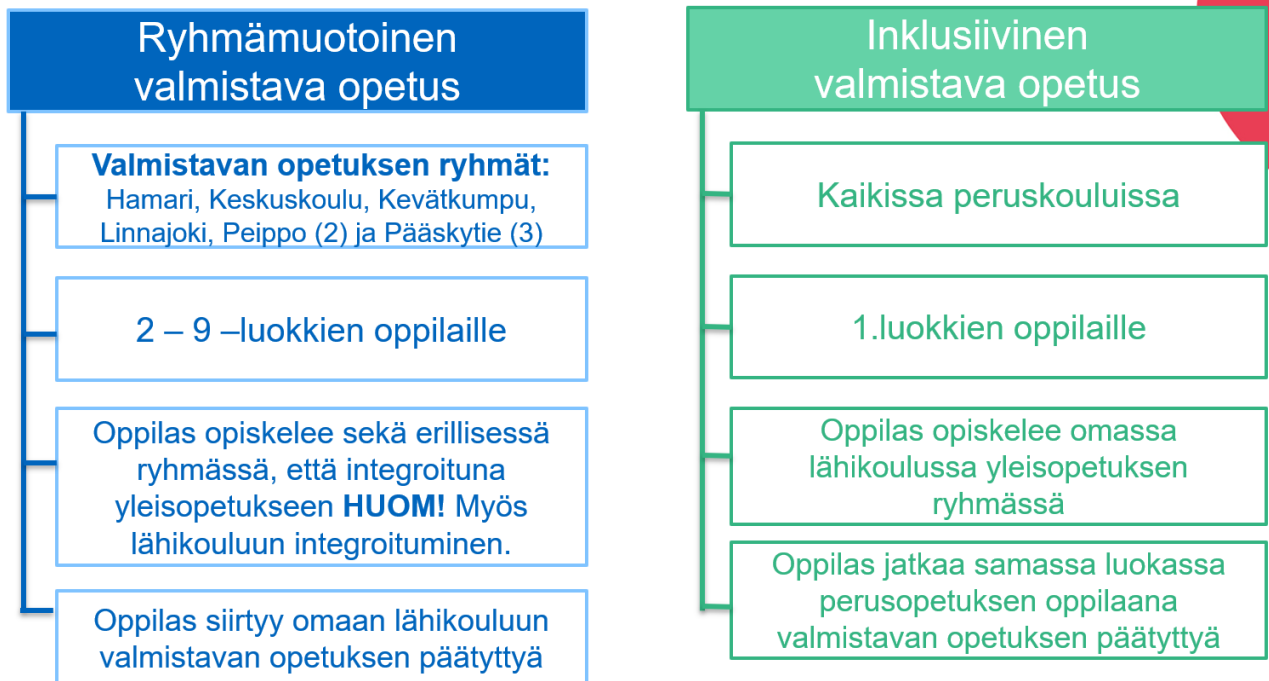 Ryhmämuotoinen
valmistava opetus
Valmistavan opetuksen ryhmät:
Hamari, Keskuskoulu, Kevätkumpu,
Linnajoki, Peippo (2) ja Pääskytie (3)
2 – 9 –luokkien oppilaille
Oppilas opiskelee sekä erillisessä
ryhmässä, että integroituna
yleisopetukseen HUOM! Myös
lähikouluun integroituminen.
Oppilas siirtyy omaan lähikouluun
valmistavan opetuksen päätyttyä
Inklusiivinen
valmistava opetus
Kaikissa peruskouluissa
1.luokkien oppilaille
Oppilas opiskelee omassa
lähikoulussa yleisopetuksen
ryhmässä
Oppilas jatkaa samassa luokassa
perusopetuksen oppilaana
valmistavan opetuksen päätyttyä